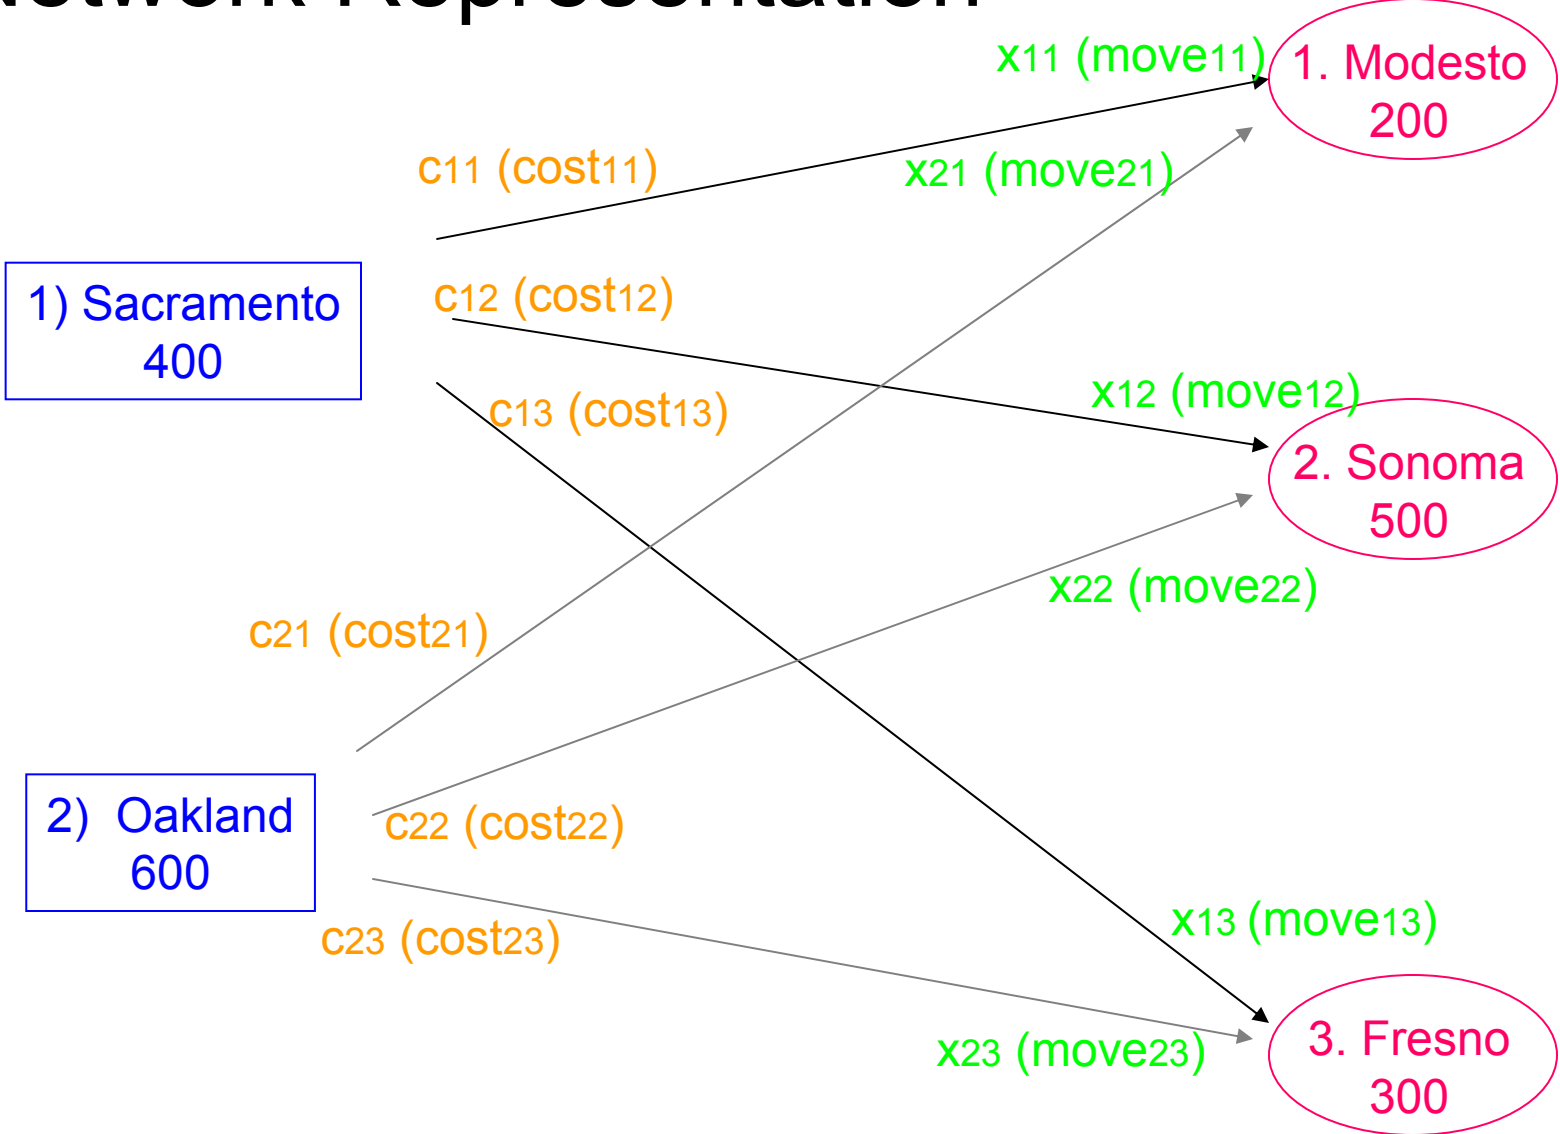 Network Representation
x11 (move11)
1. Modesto
200
c11 (cost11)
x21 (move21)
1) Sacramento
400
c12 (cost12)
c13 (cost13)
x12 (move12)
2. Sonoma
500
x22 (move22)
c21 (cost21)
2) Oakland
600
c22 (cost22)
c23 (cost23)
x13 (move13)
x23 (move23)
3. Fresno
300